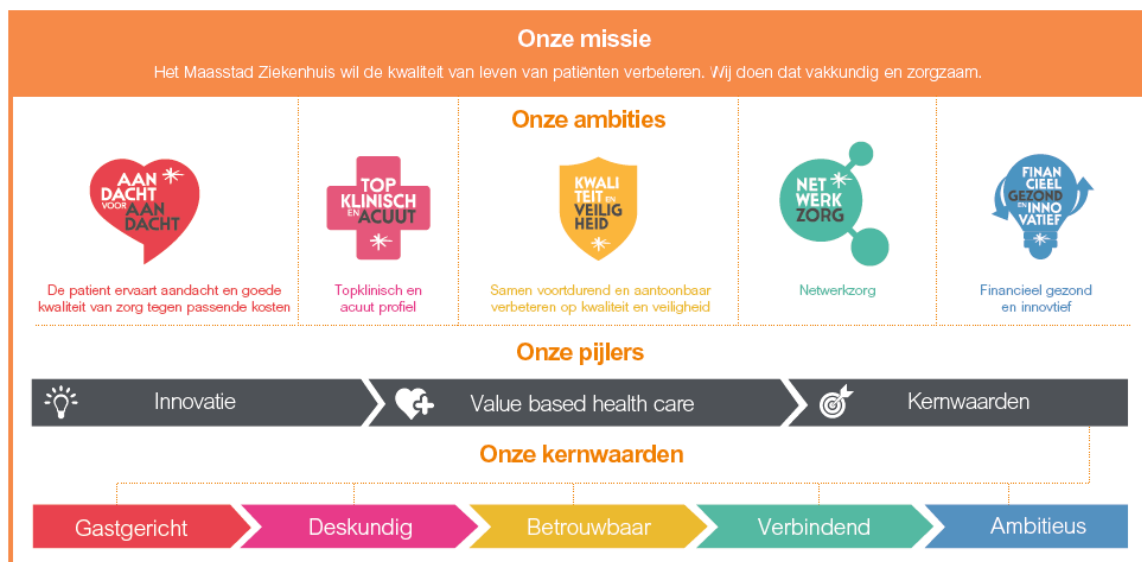 Onze missie
Het Maasstad Ziekenhuis wil de kwaliteit van leven van patiënten verbeteren. Wij doen dat vakkundig en zorgzaam.
Onze ambities
AAN
DACHT
VOOR
AAN
DACHT
TOP
KLINISCH
EN ACUUT
KWALI
TEIT EN
VEILIG
HEID
NET
WERK
ZORG
FINAN
CIEEL
GEZOND
EN INNO
VATIEF
De patient ervaart aandacht en goede
kwaliteit van zorg tegen passende kosten
Topklinisch en
acuut profiel
Samen voortdurend en aantoonbaar
verbeteren op kwaliteit en veiligheid
Netwerkzorg
Financieel gezond
en innovtief
Onze pijlers
Innovatie
Value based health care
Kernwaarden
Onze kernwaarden
Gastgericht
Deskundig
Betrouwbaar
Verbindend
Ambitieus